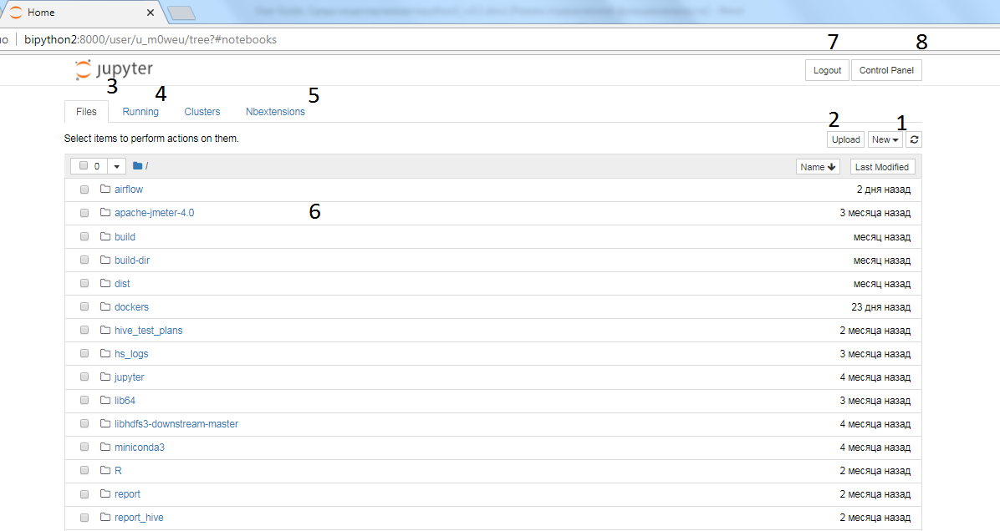 Home
bipython2:8000/user/u_m0weu/tree?#notebooks
7 8
jupyter
Logout Control Panel
3 4 5
Files Running Clusters Nbextensions
2 1
Select items to perform actions on them.
Upload New
0 / Name Last Modified
airflow 2 дня назад
apache-jmeter-4.0 6 3 месяца назад
build месяц назад
build-dir месяц назад
dist месяц назад
dockers 23 дня назад
hive_test_plans 2 месяца назад
hs_logs 3 месяца назад
jupyter 4 месяца назад
lib64 3 месяца назад
libhdfs3-downstream-master 4 месяца назад
miniconda3 4 месяца назад
R 2 месяца назад
report 2 месяца назад
report_hive 2 месяца назад